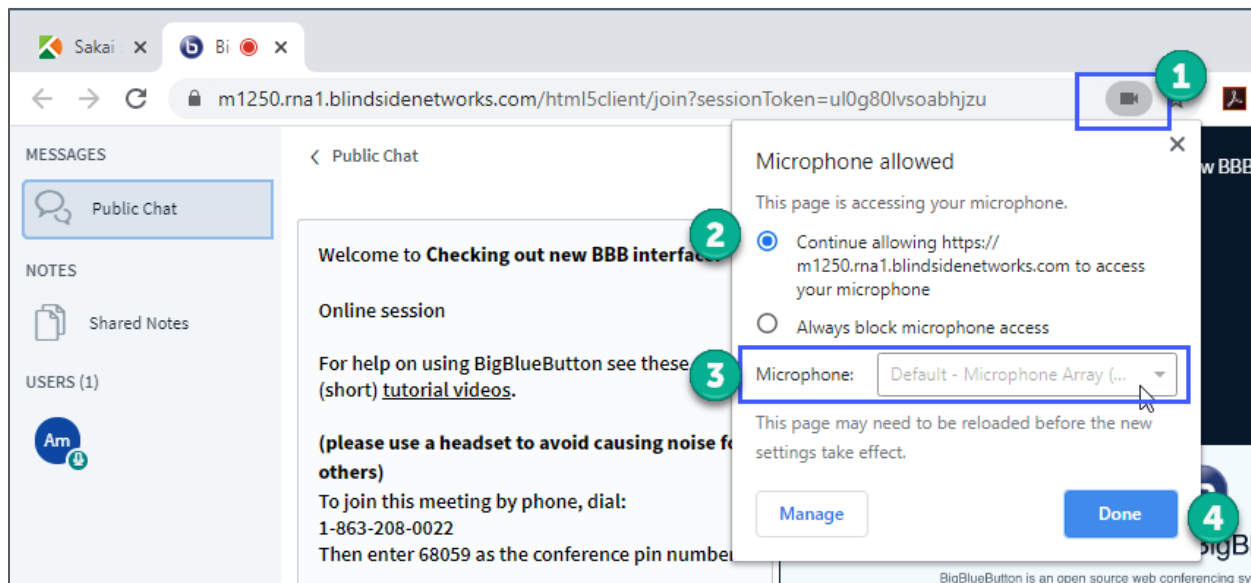 Sakai
Bi
1
m1250.rna1.blindsidenetworks.com/html5client/join?sessionToken=ul0g80lvsoabhjzu
MESSAGES
Public Chat
NOTES
Shared Notes
USERS (1)
Am
Public Chat
Welcome to Checking out new BBB interface!
Online session
For help on using BigBlueButton see these
(short) tutorial videos.
(please use a headset to avoid causing noise fo
others)
To join this meeting by phone, dial:
1-863-208-0022
Then enter 68059 as the conference pin number
Microphone allowed
This page is accessing your microphone.
2
Continue allowing https://
m1250.rna1.blindsidenetworks.com to access
your microphone
Always block microphone access
3
Microphone: Default - Microphone Array (...
This page may need to be reloaded before the new
settings take effect.
Manage
Done
4
w BBB
igB
BigBlueButton is an open source web conferencing sy